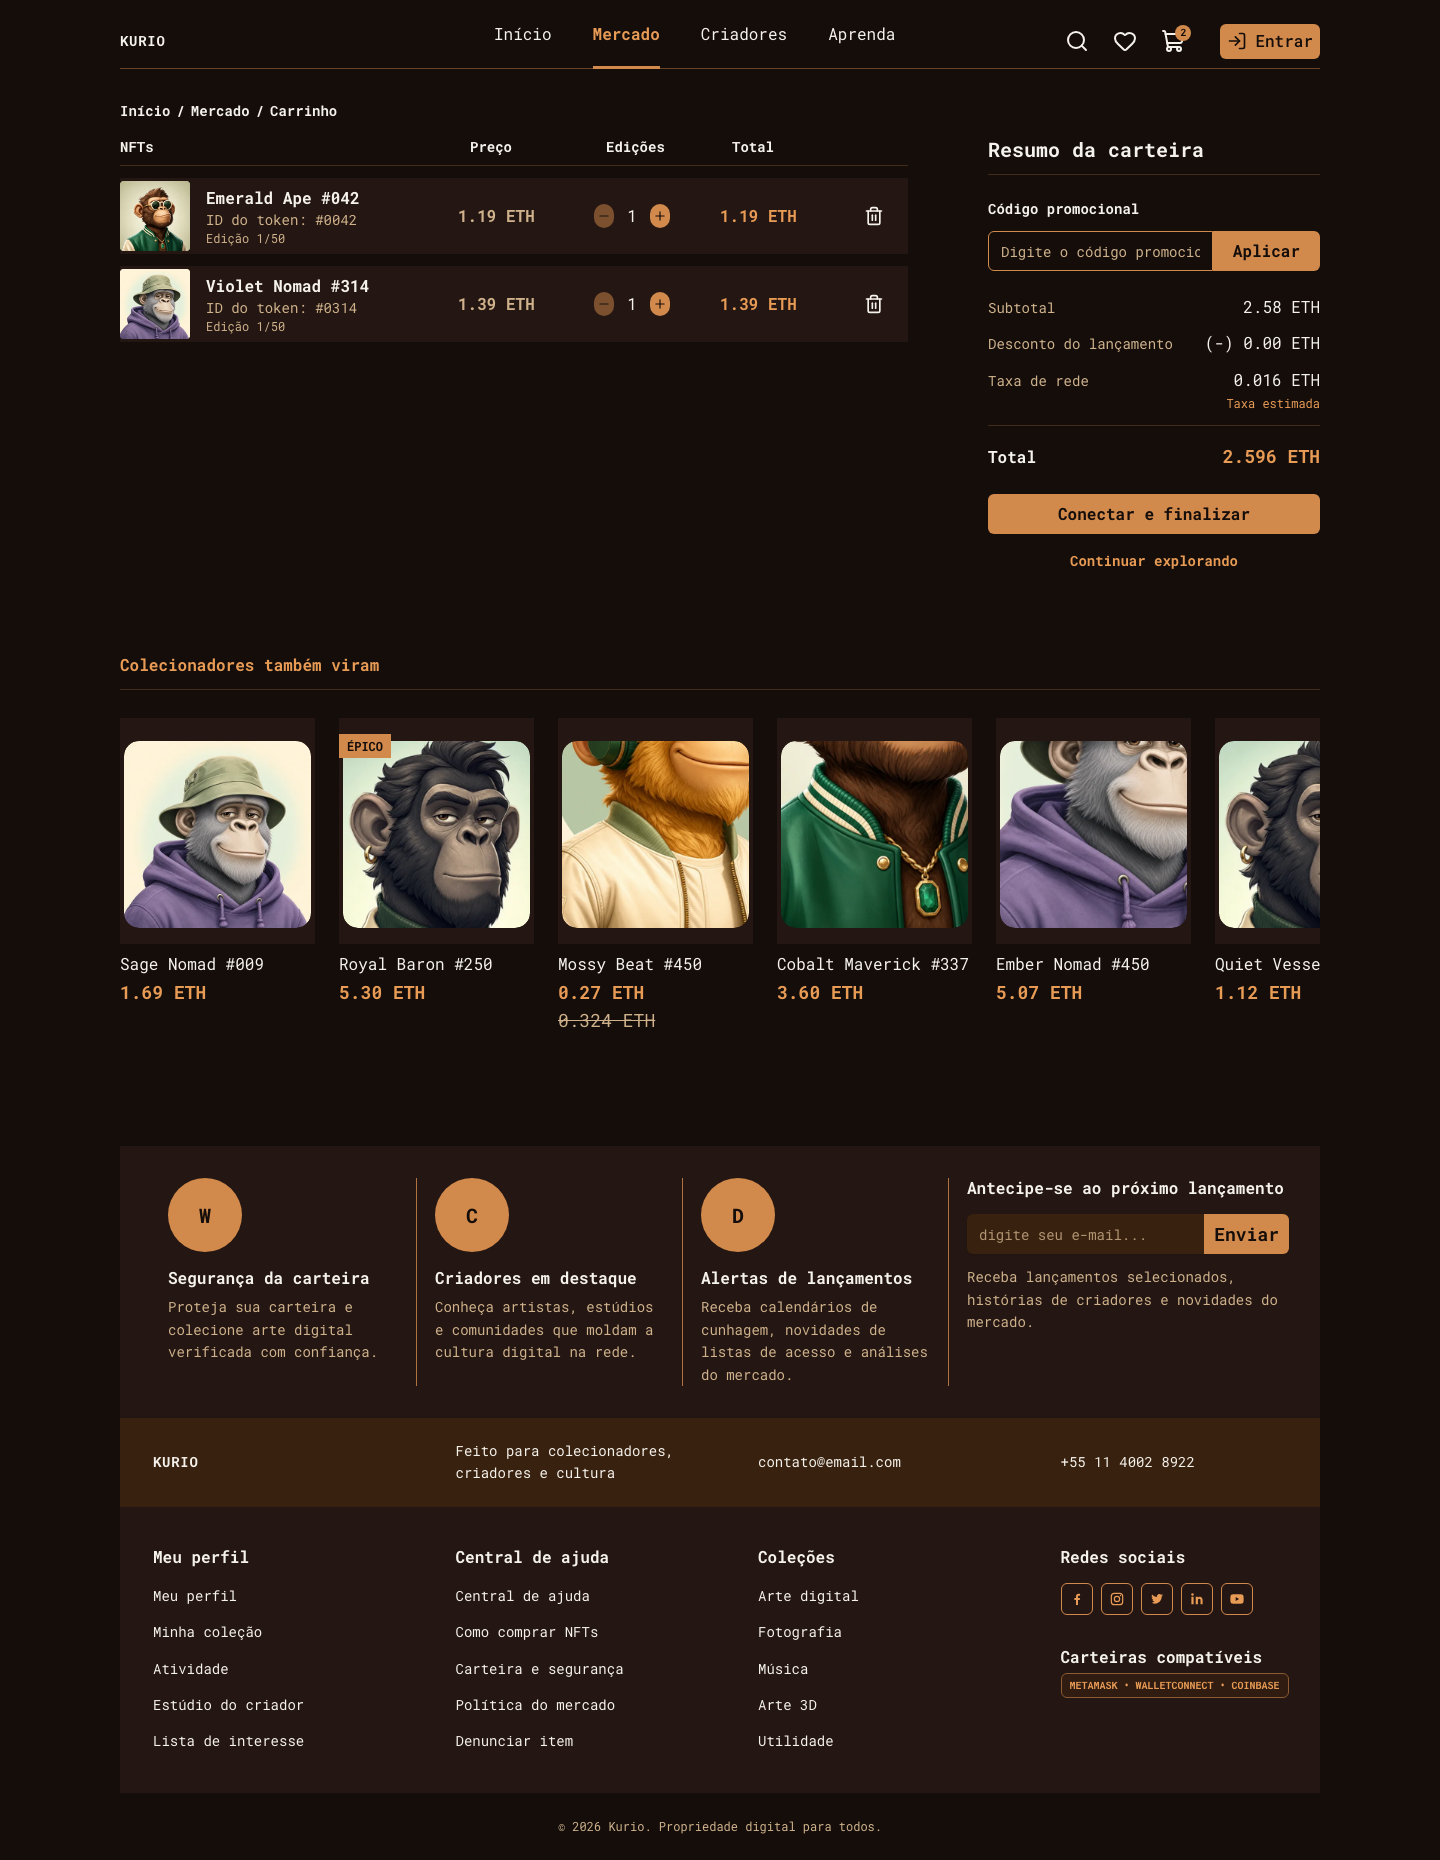 KURIO
Início
Mercado
Criadores
Aprenda
2
Entrar
Início / Mercado / Carrinho
NFTs
Preço
Edições
Total
Emerald Ape #042
ID do token: #0042
Edição 1/50
1.19 ETH
1
1.19 ETH
Violet Nomad #314
ID do token: #0314
Edição 1/50
1.39 ETH
1
1.39 ETH
Resumo da carteira
Código promocional
Digite o código promocic
Aplicar
Subtotal
2.58 ETH
Desconto do lançamento
(-) 0.00 ETH
Taxa de rede
0.016 ETH
Taxa estimada
Total
2.596 ETH
Conectar e finalizar
Continuar explorando
Colecionadores também viram
Sage Nomad #009
1.69 ETH
ÉPICO
Royal Baron #250
5.30 ETH
Mossy Beat #450
0.27 ETH
0.324 ETH
Cobalt Maverick #337
3.60 ETH
Ember Nomad #450
5.07 ETH
Quiet Vesse
1.12 ETH
W
Segurança da carteira
Proteja sua carteira e
colecione arte digital
verificada com confiança.
C
Criadores em destaque
Conheça artistas, estúdios
e comunidades que moldam a
cultura digital na rede.
D
Alertas de lançamentos
Receba calendários de
cunhagem, novidades de
listas de acesso e análises
do mercado.
Antecipe-se ao próximo lançamento
digite seu e-mail...
Enviar
Receba lançamentos selecionados,
histórias de criadores e novidades do
mercado.
KURIO
Feito para colecionadores,
criadores e cultura
contato@email.com
+55 11 4002 8922
Meu perfil
Meu perfil
Minha coleção
Atividade
Estúdio do criador
Lista de interesse
Central de ajuda
Central de ajuda
Como comprar NFTs
Carteira e segurança
Política do mercado
Denunciar item
Coleções
Arte digital
Fotografia
Música
Arte 3D
Utilidade
Redes sociais
Carteiras compatíveis
METAMASK • WALLETCONNECT • COINBASE
© 2026 Kurio. Propriedade digital para todos.